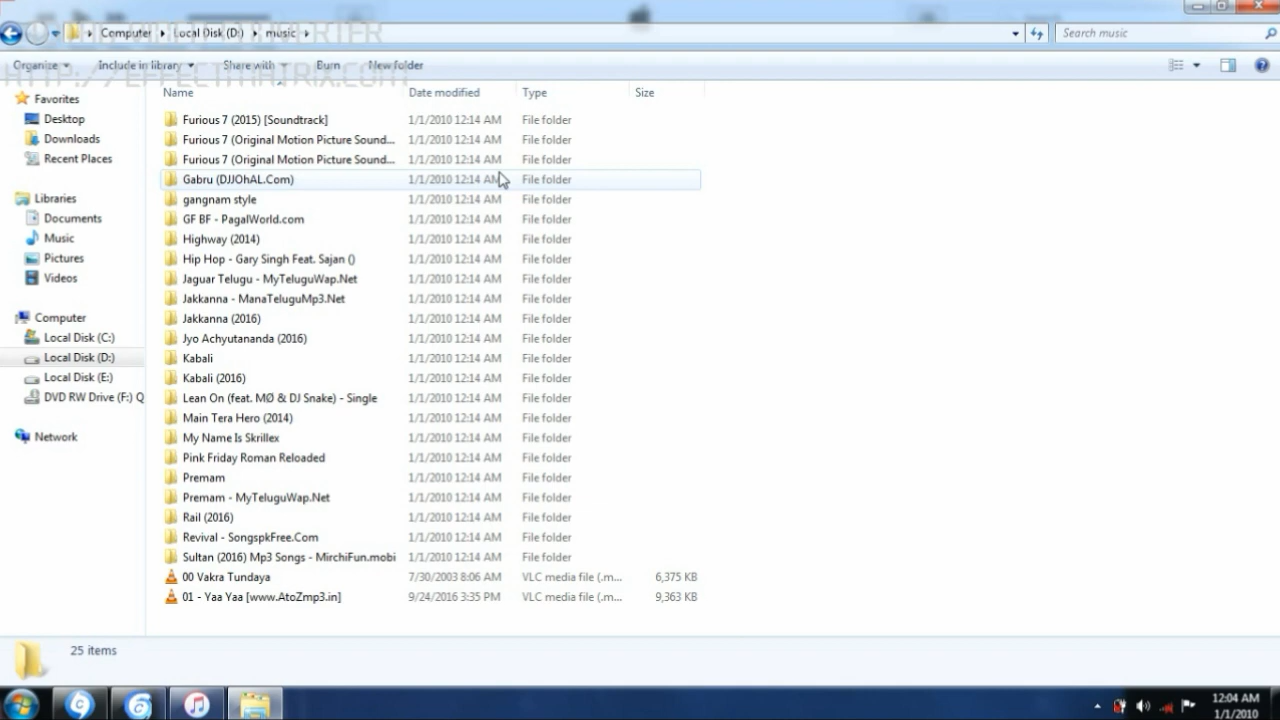 THIS VIDEO CONVERTER
HTTP://EFFECTMATRIX.COM
Computer Local Disk (D:) music
Search music
Organize Include in library Share with Burn New folder
Name Date modified Type Size
Favorites
Desktop
Downloads
Recent Places
Libraries
Documents
Music
Pictures
Videos
Computer
Local Disk (C:)
Local Disk (D:)
Local Disk (E:)
DVD RW Drive (F:) Q
Network
Furious 7 (2015) [Soundtrack] 1/1/2010 12:14 AM File folder
Furious 7 (Original Motion Picture Sound... 1/1/2010 12:14 AM File folder
Furious 7 (Original Motion Picture Sound... 1/1/2010 12:14 AM File folder
Gabru (DJJOhAL.Com) 1/1/2010 12:14 AM File folder
gangnam style 1/1/2010 12:14 AM File folder
GF BF - PagalWorld.com 1/1/2010 12:14 AM File folder
Highway (2014) 1/1/2010 12:14 AM File folder
Hip Hop - Gary Singh Feat. Sajan () 1/1/2010 12:14 AM File folder
Jaguar Telugu - MyTeluguWap.Net 1/1/2010 12:14 AM File folder
Jakkanna - ManaTeluguMp3.Net 1/1/2010 12:14 AM File folder
Jakkanna (2016) 1/1/2010 12:14 AM File folder
Jyo Achyutananda (2016) 1/1/2010 12:14 AM File folder
Kabali 1/1/2010 12:14 AM File folder
Kabali (2016) 1/1/2010 12:14 AM File folder
Lean On (feat. MØ & DJ Snake) - Single 1/1/2010 12:14 AM File folder
Main Tera Hero (2014) 1/1/2010 12:14 AM File folder
My Name Is Skrillex 1/1/2010 12:14 AM File folder
Pink Friday Roman Reloaded 1/1/2010 12:14 AM File folder
Premam 1/1/2010 12:14 AM File folder
Premam - MyTeluguWap.Net 1/1/2010 12:14 AM File folder
Rail (2016) 1/1/2010 12:14 AM File folder
Revival - SongspkFree.Com 1/1/2010 12:14 AM File folder
Sultan (2016) Mp3 Songs - MirchiFun.mobi 1/1/2010 12:14 AM File folder
00 Vakra Tundaya 7/30/2003 8:06 AM VLC media file (.m... 6,375 KB
01 - Yaa Yaa [www.AtoZmp3.in] 9/24/2016 3:35 PM VLC media file (.m... 9,363 KB
25 items
12:04 AM
1/1/2010